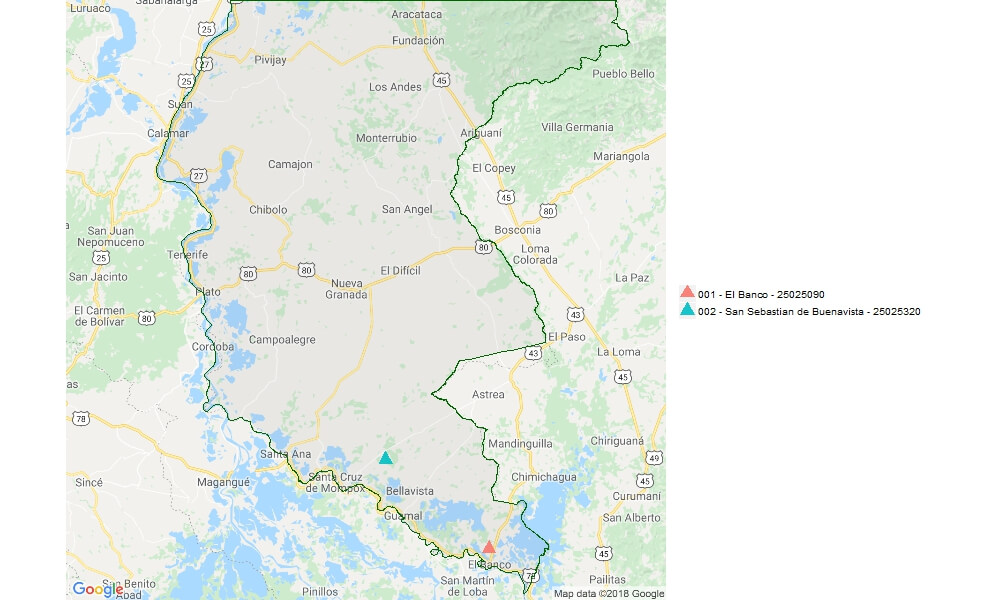 Sabanalarga
Luruaco
Aracataca
25
Fundación
27
Pivijay
Pueblo Bello
25
45
Los Andes
Suan
Villa Germania
Calamar
Ariguaní
Monterrubio
Mariangola
Camajon
El Copey
27
45
80
Chibolo
San Angel
San Juan
Nepomuceno
Bosconia
25
Tenerife
80
Loma
Colorada
San Jacinto
80
80
El Difícil
La Paz
Nueva
Granada
Plato
001 - El Banco - 25025090
El Carmen
de Bolívar
80
43
002 - San Sebastian de Buenavista - 25025320
Campoalegre
El Paso
Cordoba
43
La Loma
as
45
Astrea
78
Mandinguilla
Chiriguaná
Santa Ana
49
Santa Cruz
de Mompox
Chimichagua
Sincé
Magangué
45
Bellavista
Curumaní
Guamal
San Alberto
45
El Banco
78
San Martín
de Loba
Pailitas
Google
San Benito
Abad
Pinillos
Map data ©2018 Google